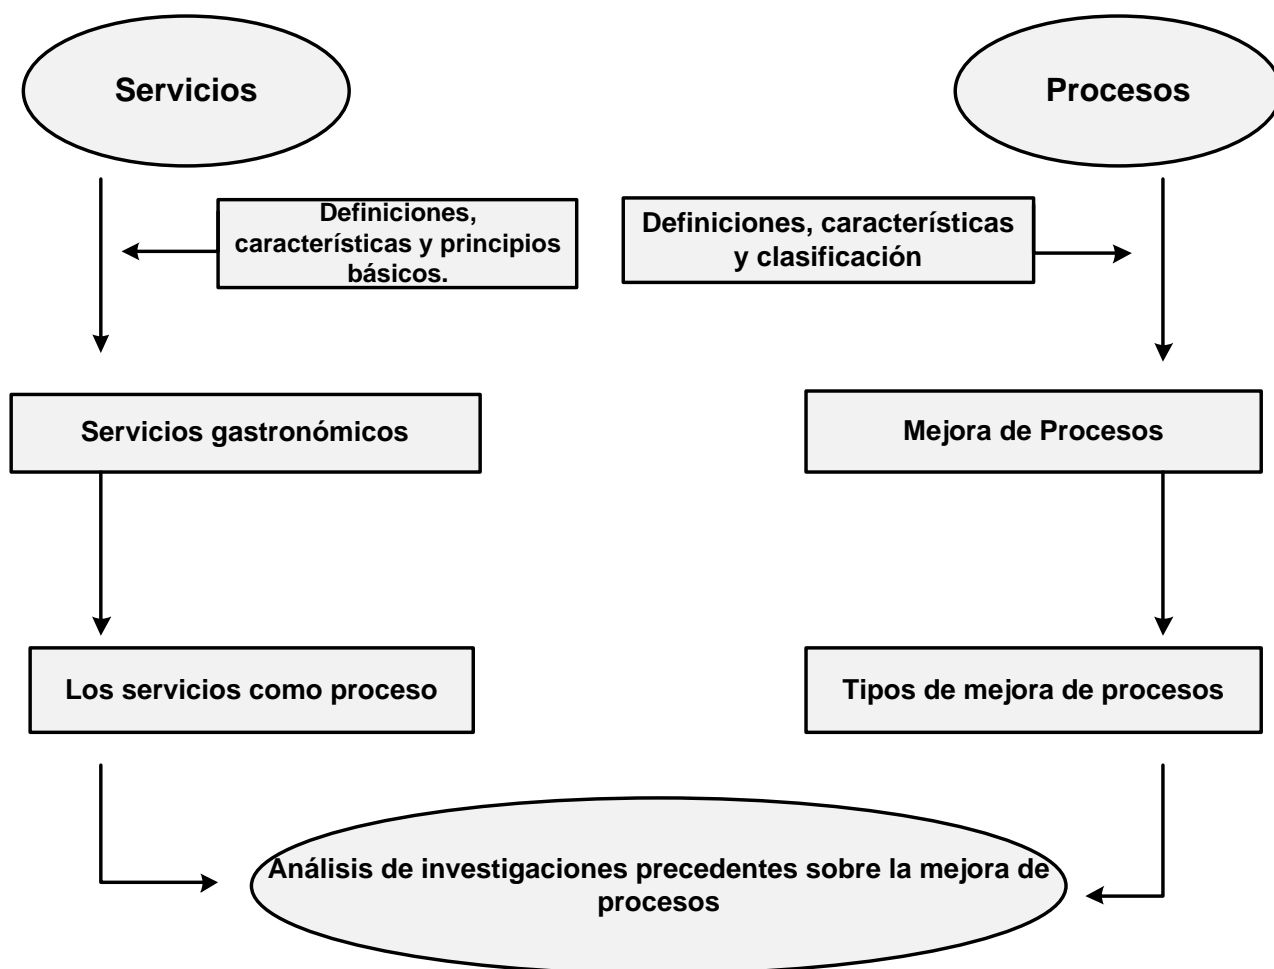 Servicios
Procesos
Definiciones,
características y principios
básicos.
Definiciones, características
y clasificación
Servicios gastronómicos
Mejora de Procesos
Los servicios como proceso
Tipos de mejora de procesos
Análisis de investigaciones precedentes sobre la mejora de
procesos